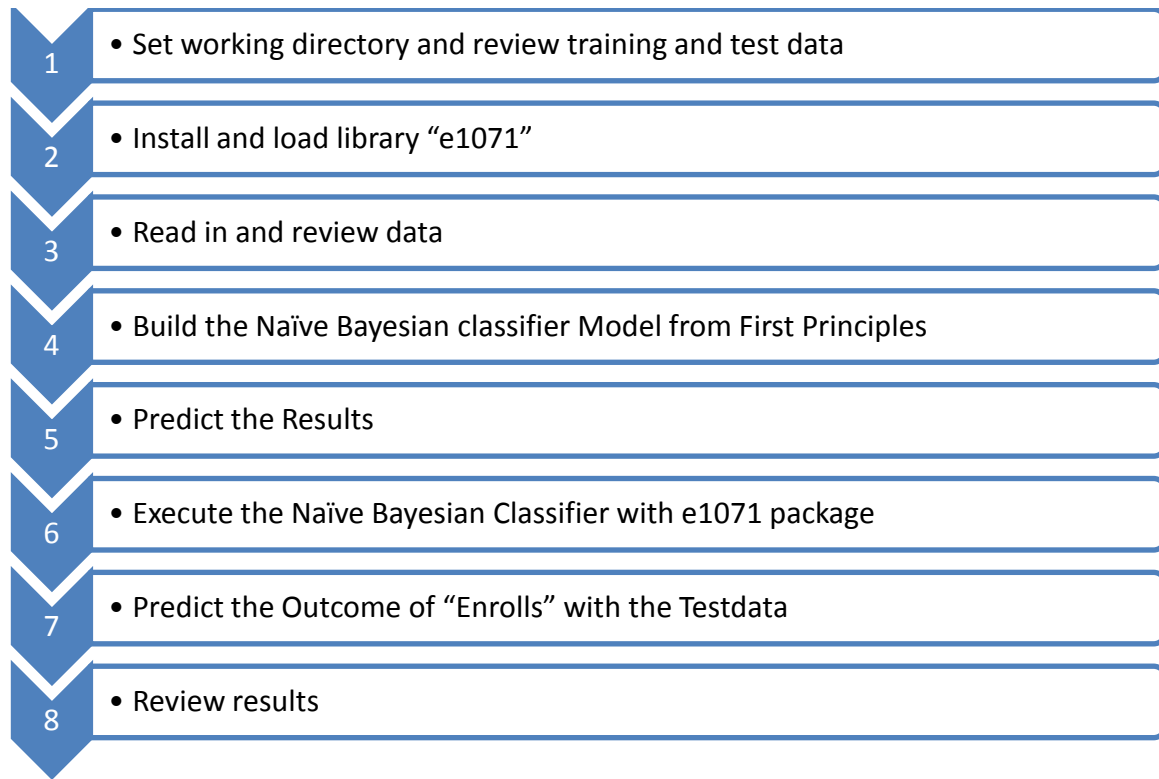 1
• Set working directory and review training and test data
2
• Install and load library “e1071”
3
• Read in and review data
4
• Build the Naïve Bayesian classifier Model from First Principles
5
• Predict the Results
6
• Execute the Naïve Bayesian Classifier with e1071 package
7
• Predict the Outcome of “Enrolls” with the Testdata
8
• Review results